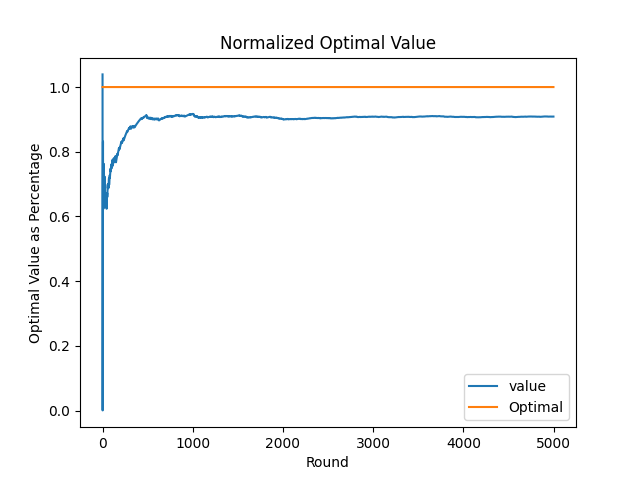 Normalized Optimal Value
Optimal Value as Percentage
1.0
0.8
0.6
0.4
0.2
0.0
0
1000
2000
3000
4000
5000
Round
value
Optimal